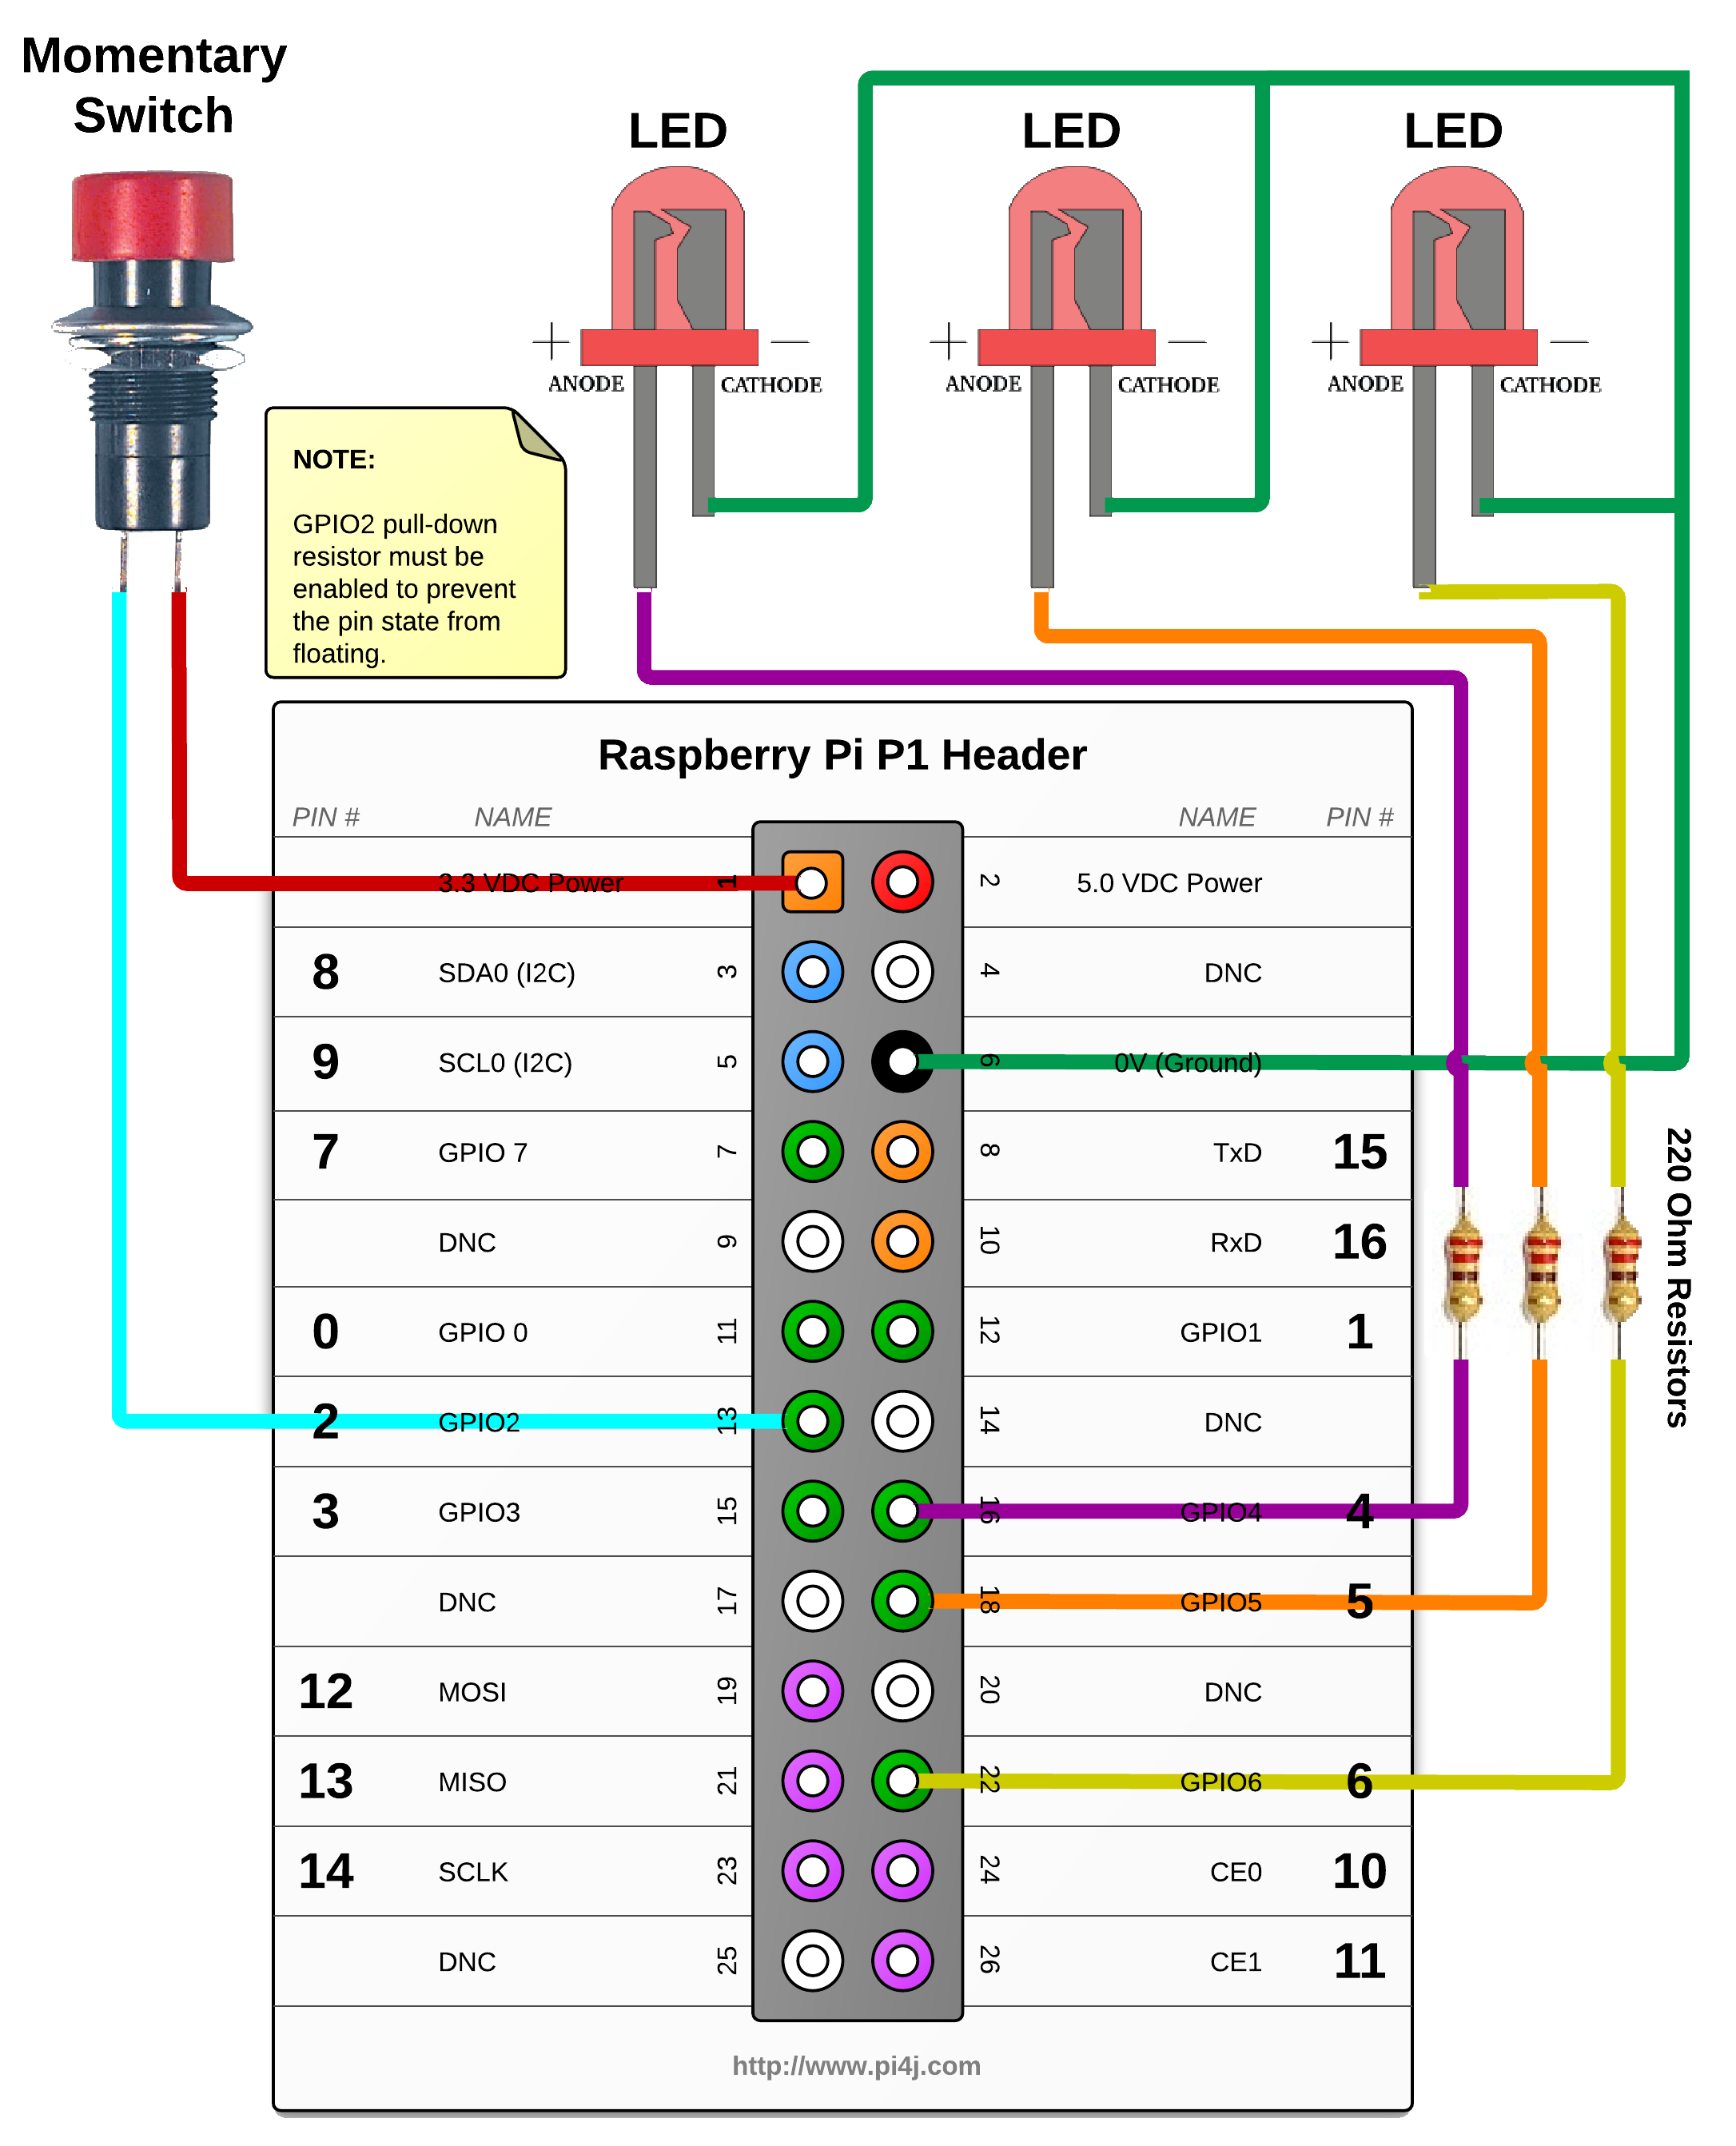 Momentary
Switch
LED
LED
LED
ANODE
CATHODE
ANODE
CATHODE
ANODE
CATHODE
NOTE:
GPIO2 pull-down
resistor must be
enabled to prevent
the pin state from
floating.
Raspberry Pi P1 Header
PIN # NAME NAME PIN #
3.3 VDC Power 1 2 5.0 VDC Power
8 SDA0 (I2C) 3 4 DNC
9 SCL0 (I2C) 5 6 0V (Ground)
7 GPIO 7 7 8 TxD 15
DNC 9 10 RxD 16
0 GPIO 0 11 12 GPIO1 1
2 GPIO2 13 14 DNC
3 GPIO3 15 16 GPIO4 4
DNC 17 18 GPIO5 5
12 MOSI 19 20 DNC
13 MISO 21 22 GPIO6 6
14 SCLK 23 24 CE0 10
DNC 25 26 CE1 11
220 Ohm Resistors
http://www.pi4j.com